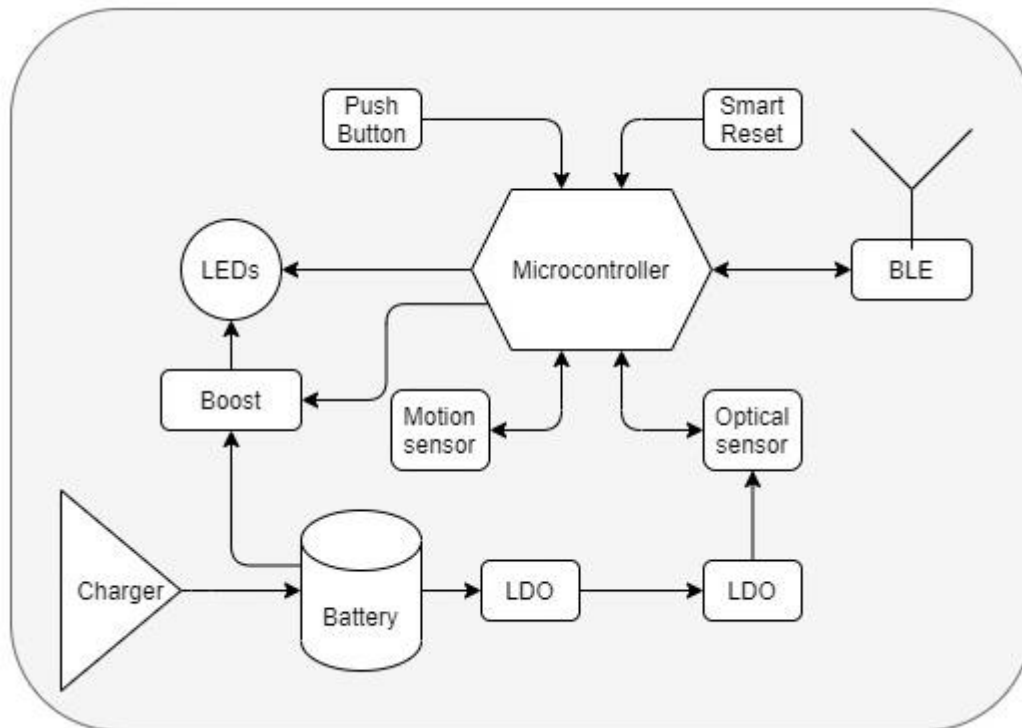 Push
Button
Smart
Reset
LEDs
Microcontroller
BLE
Boost
Motion
sensor
Optical
sensor
Charger
Battery
LDO
LDO